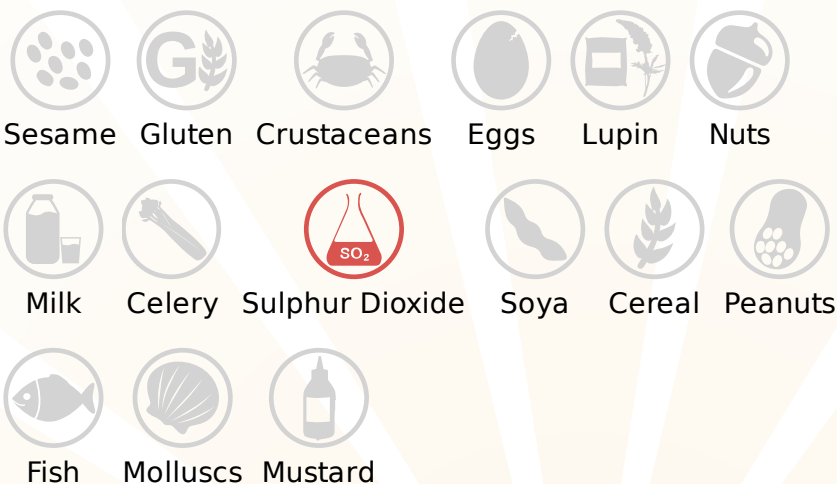 G
Sesame Gluten Crustaceans Eggs Lupin Nuts
SO₂
Milk Celery Sulphur Dioxide Soya Cereal Peanuts
Fish Molluscs Mustard